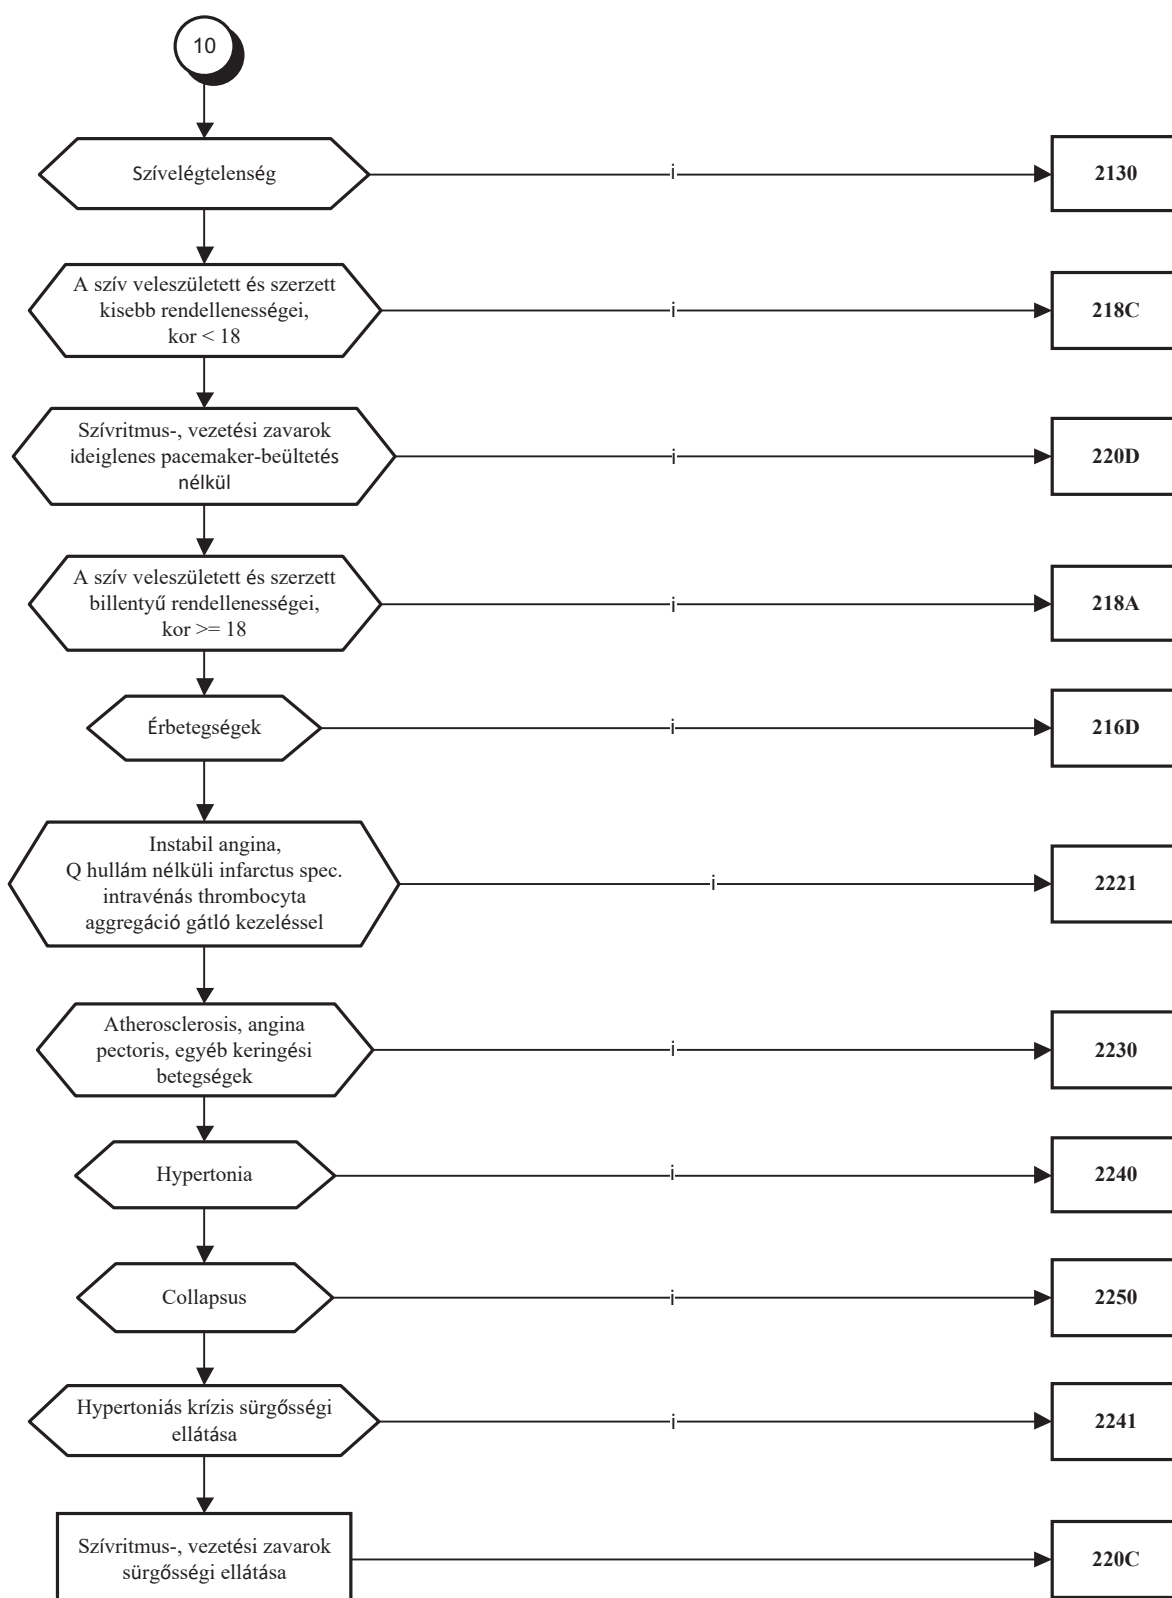 10
Szívelégtelenség
i
2130
A szív veleszületett és szerzett
kisebb rendellenességei,
kor < 18
i
218C
Szívritmus-, vezetési zavarok
ideiglenes pacemaker-beültetés
nélkül
i
220D
A szív veleszületett és szerzett
billentyű rendellenességei,
kor >= 18
i
218A
Érbetegségek
i
216D
Instabil angina,
Q hullám nélküli infarctus spec.
intravénás thrombocyta
aggregáció gátló kezeléssel
i
2221
Atherosclerosis, angina
pectoris, egyéb keringési
betegségek
i
2230
Hypertonia
i
2240
Collapsus
i
2250
Hypertoniás krízis sürgősségi
ellátása
i
2241
Szívritmus-, vezetési zavarok
sürgősségi ellátása
220C